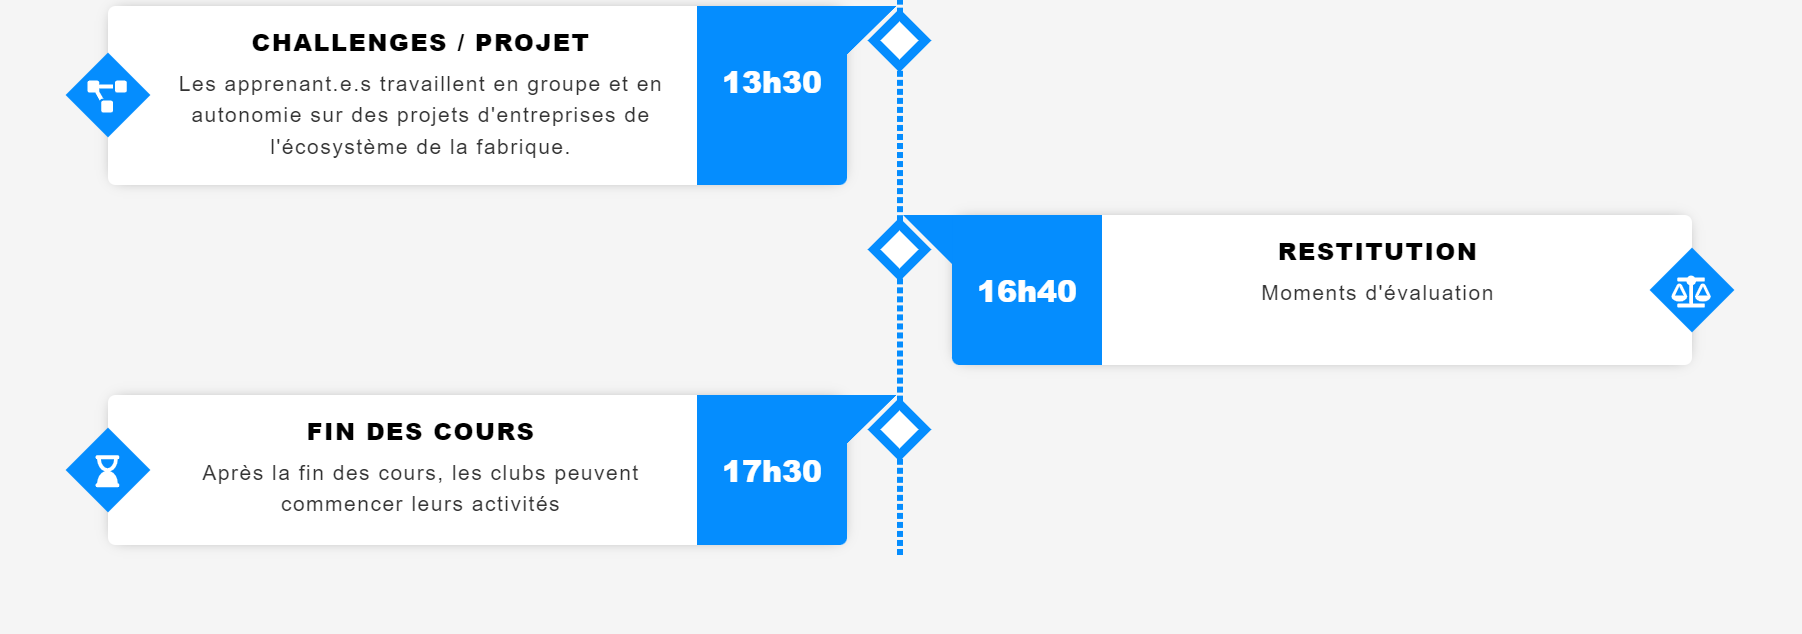 CHALLENGES / PROJET
Les apprenant.e.s travaillent en groupe et en
autonomie sur des projets d'entreprises de
l'écosystème de la fabrique.
13h30
16h40
RESTITUTION
Moments d'évaluation
FIN DES COURS
Après la fin des cours, les clubs peuvent
commencer leurs activités
17h30